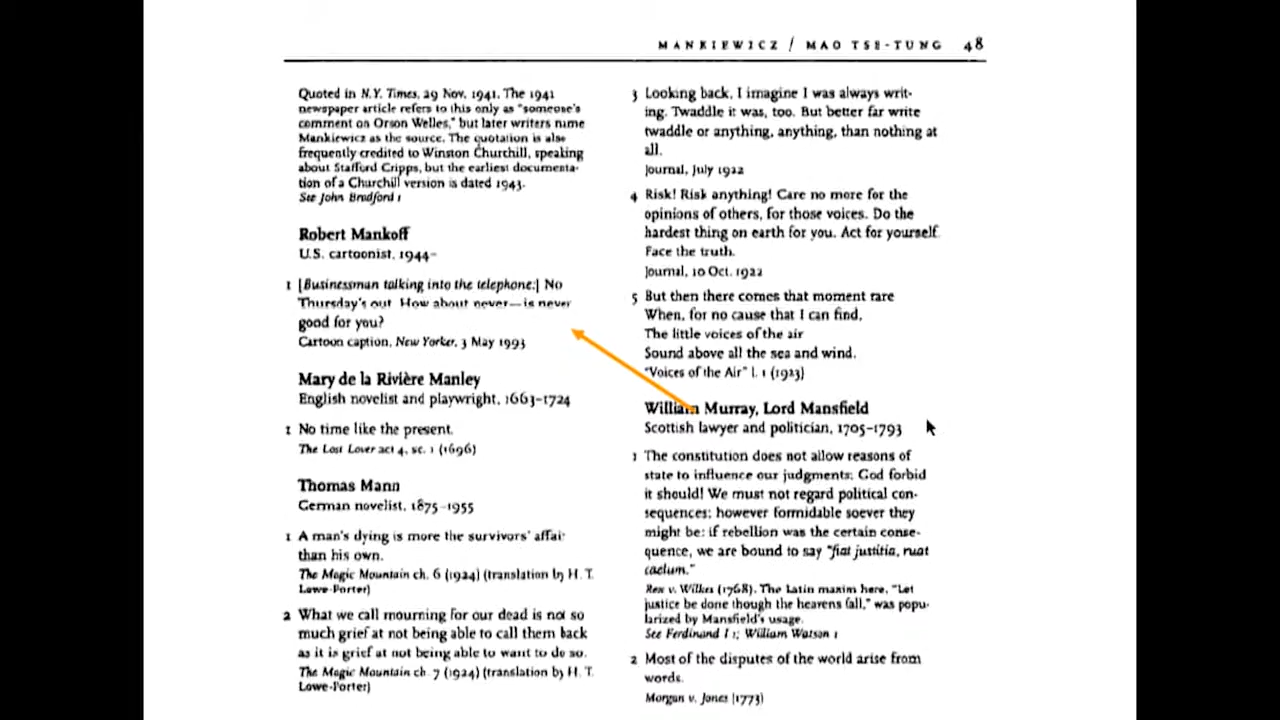 MANKIEWICZ / MAO TSE-TUNG 48
Quoted in N.Y. Times, 29 Nov. 1941. The 1941
newspaper article refers to this only as "someone's
comment on Orson Welles," but later writers name
Mankiewicz as the source. The quotation is also
frequently credited to Winston Churchill, speaking
about Stafford Cripps, but the earliest documenta-
tion of a Churchill version is dated 1943.
See John Bradford 1
Robert Mankoff
U.S. cartoonist, 1944–
1 [Businessman talking into the telephone:] No
Thursday's out. How about never—is never
good for you?
Cartoon caption, New Yorker, 3 May 1993
Mary de la Rivière Manley
English novelist and playwright, 1663–1724
1 No time like the present.
The Lost Lover act 4, sc. 1 (1696)
Thomas Mann
German novelist, 1875–1955
1 A man's dying is more the survivors' affair
than his own.
The Magic Mountain ch. 6 (1924) (translation by H. T.
Lowe-Porter)
2 What we call mourning for our dead is not so
much grief at not being able to call them back
as it is grief at not being able to want to do so.
The Magic Mountain ch. 7 (1924) (translation by H. T.
Lowe-Porter)
3 Looking back, I imagine I was always writ-
ing. Twaddle it was, too. But better far write
twaddle or anything, anything, than nothing at
all.
Journal, July 1922
4 Risk! Risk anything! Care no more for the
opinions of others, for those voices. Do the
hardest thing on earth for you. Act for yourself.
Face the truth.
Journal, 10 Oct. 1922
5 But then there comes that moment rare
When, for no cause that I can find,
The little voices of the air
Sound above all the sea and wind.
"Voices of the Air" l. 1 (1923)
William Murray, Lord Mansfield
Scottish lawyer and politician, 1705–1793
1 The constitution does not allow reasons of
state to influence our judgments: God forbid
it should! We must not regard political con-
sequences; however formidable soever they
might be: if rebellion was the certain conse-
quence, we are bound to say "fiat justitia, ruat
caelum."
Rex v. Wilkes (1768). The Latin maxim here, "Let
justice be done though the heavens fall," was popu-
larized by Mansfield's usage.
See Ferdinand I 1; William Watson 1
2 Most of the disputes of the world arise from
words.
Morgan v. Jones (1773)